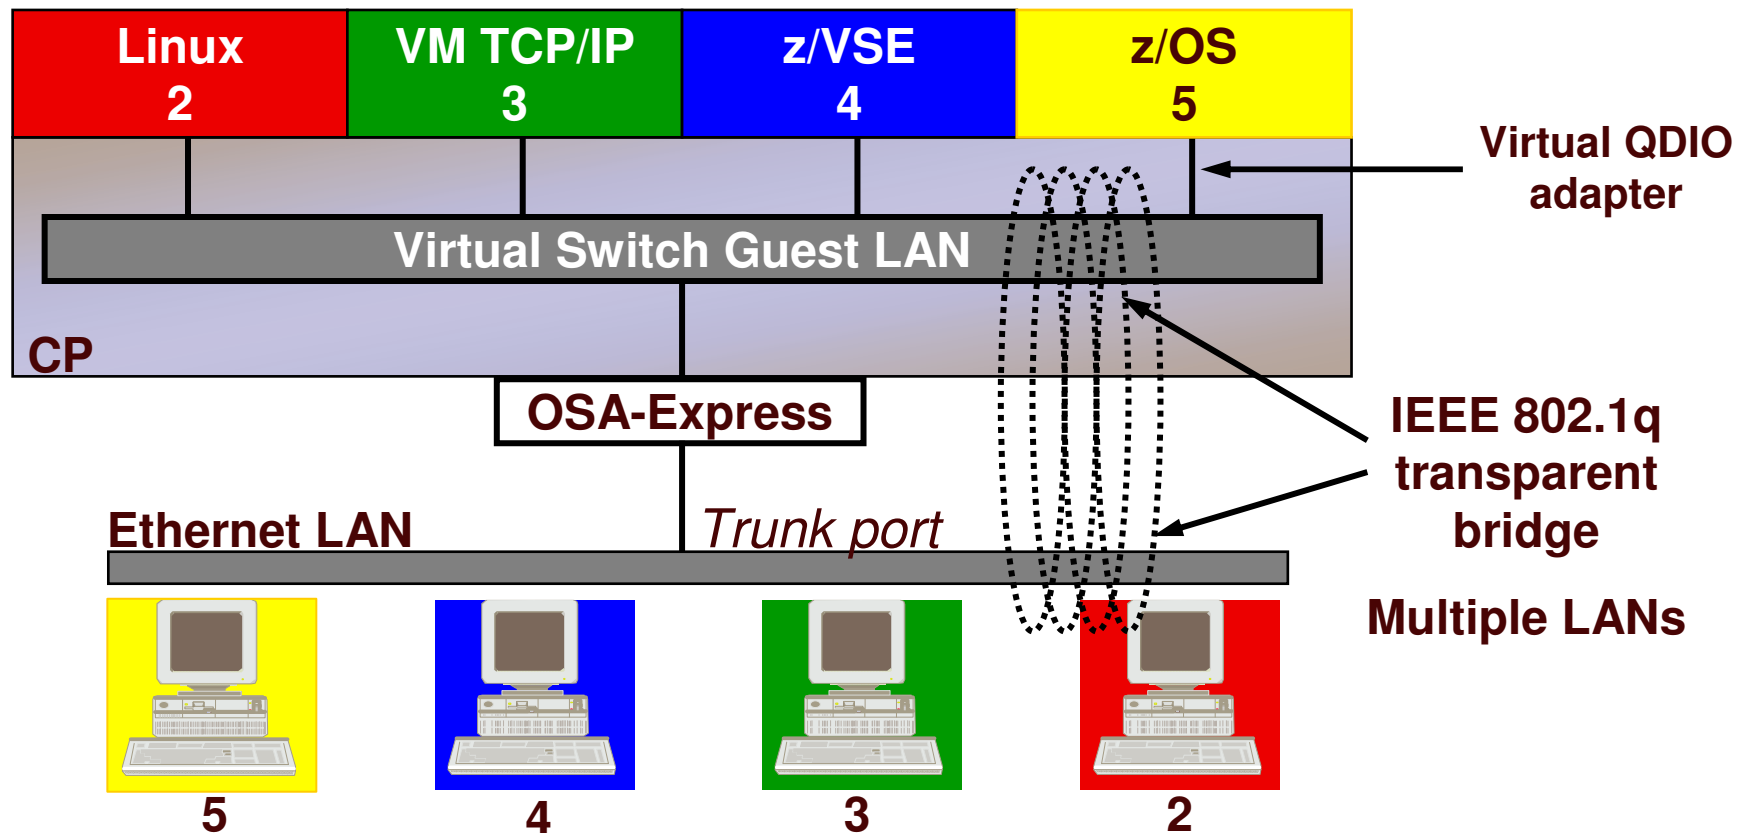 Linux
2
VM TCP/IP
3
z/VSE
4
z/OS
5
Virtual QDIO
adapter
Virtual Switch Guest LAN
CP
OSA-Express
IEEE 802.1q
transparent
bridge
Ethernet LAN
Trunk port
Multiple LANs
5
4
3
2